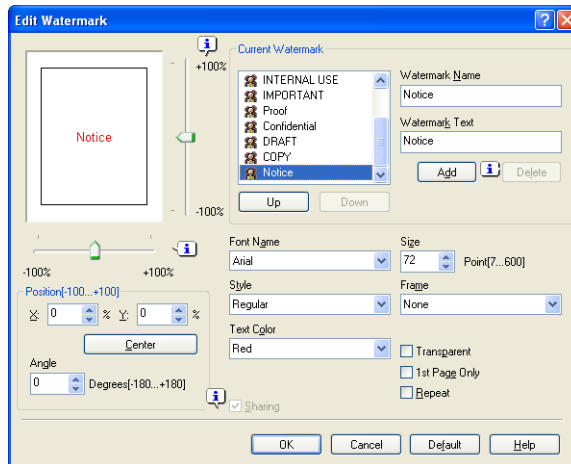 Edit Watermark
+100%
-100%
Notice
-100% +100%
Position[-100...+100]
X: 0 % Y: 0 %
Center
Angle
0 Degrees[-180...+180]
Current Watermark
INTERNAL USE
IMPORTANT
Proof
Confidential
DRAFT
COPY
Notice
Up Down
Watermark Name
Notice
Watermark Text
Notice
Add Delete
Font Name
Arial
Size
72 Point[7...600]
Style
Regular
Frame
None
Text Color
Red
Transparent
1st Page Only
Repeat
Sharing
OK Cancel Default Help